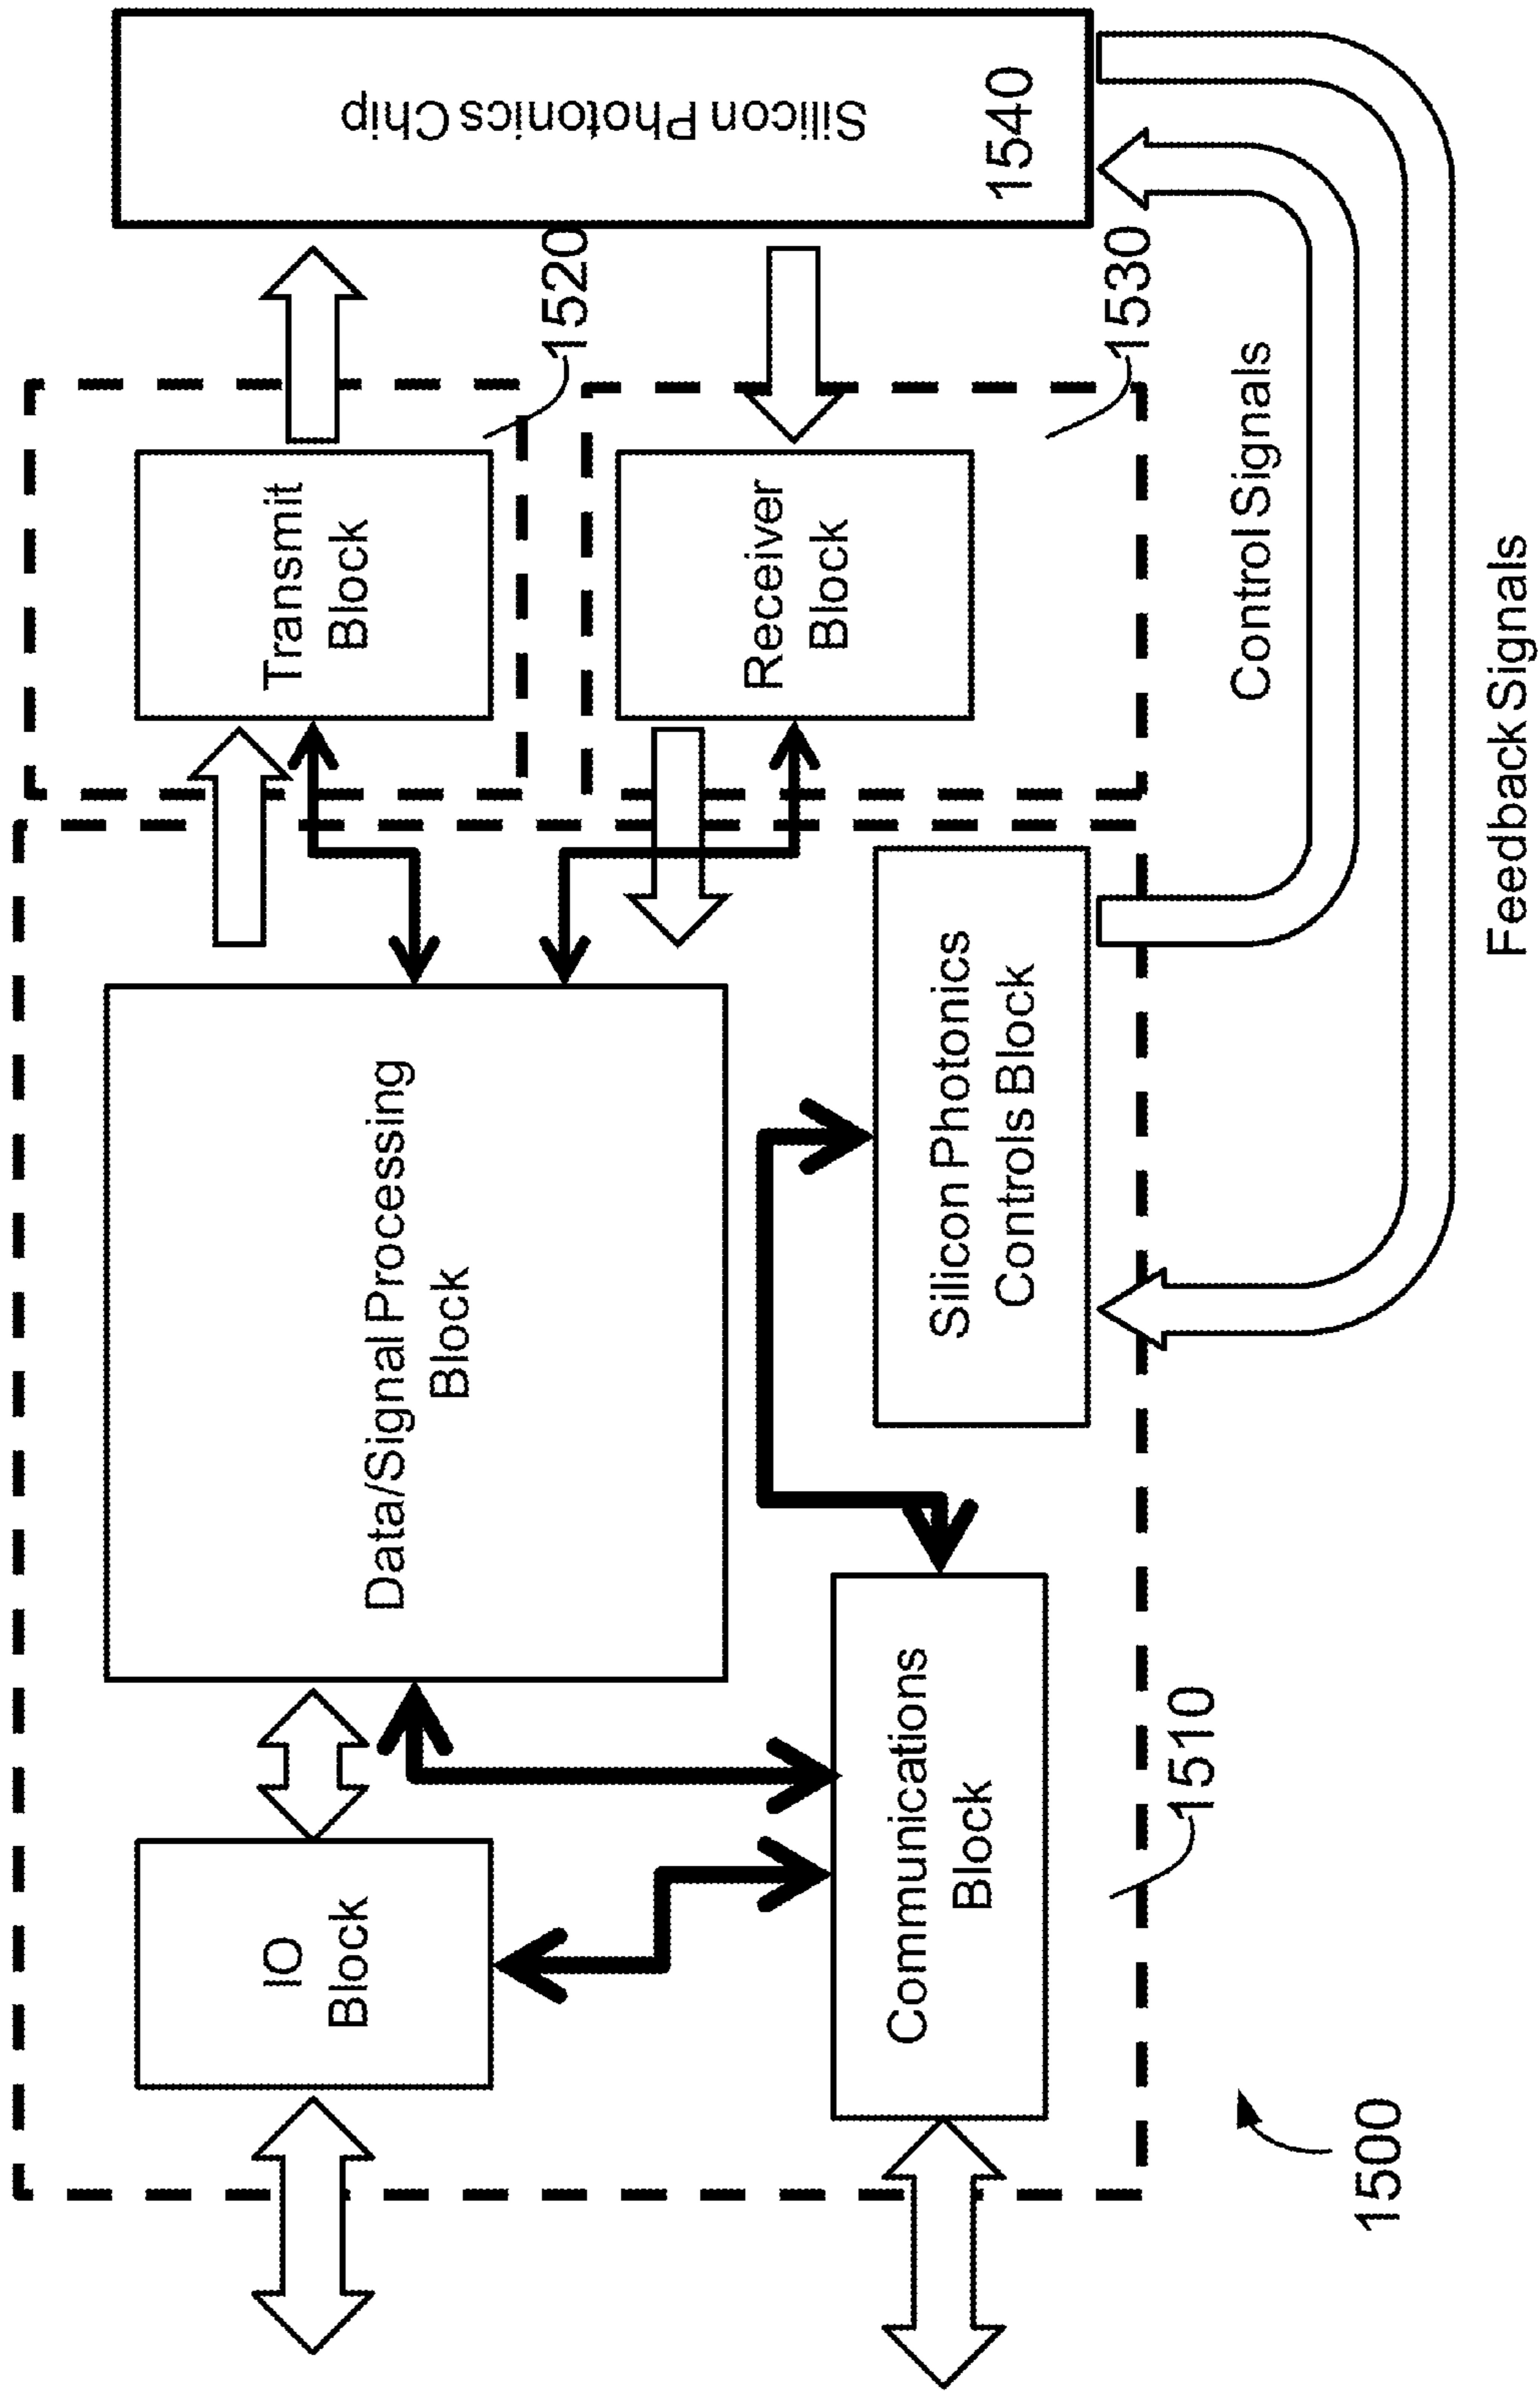 IO
Block
Data/Signal Processing
Block
Transmit
Block
1520
Silicon Photonics Chip
1540
Receiver
Block
1530
Communications
Block
Silicon Photonics
Controls Block
1510
Control Signals
Feedback Signals
1500